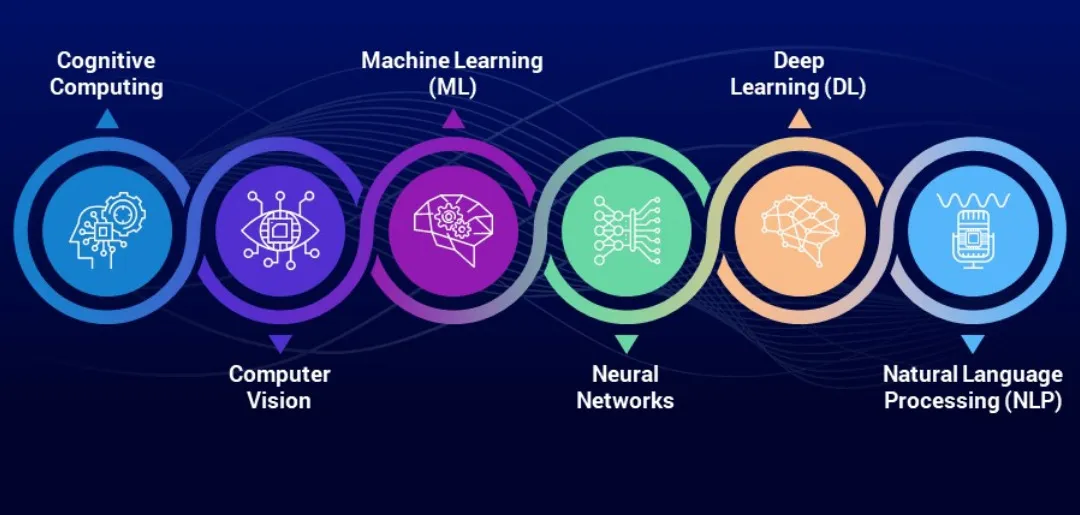 Cognitive
Computing
Machine Learning
(ML)
Deep
Learning (DL)
Computer
Vision
Neural
Networks
Natural Language
Processing (NLP)